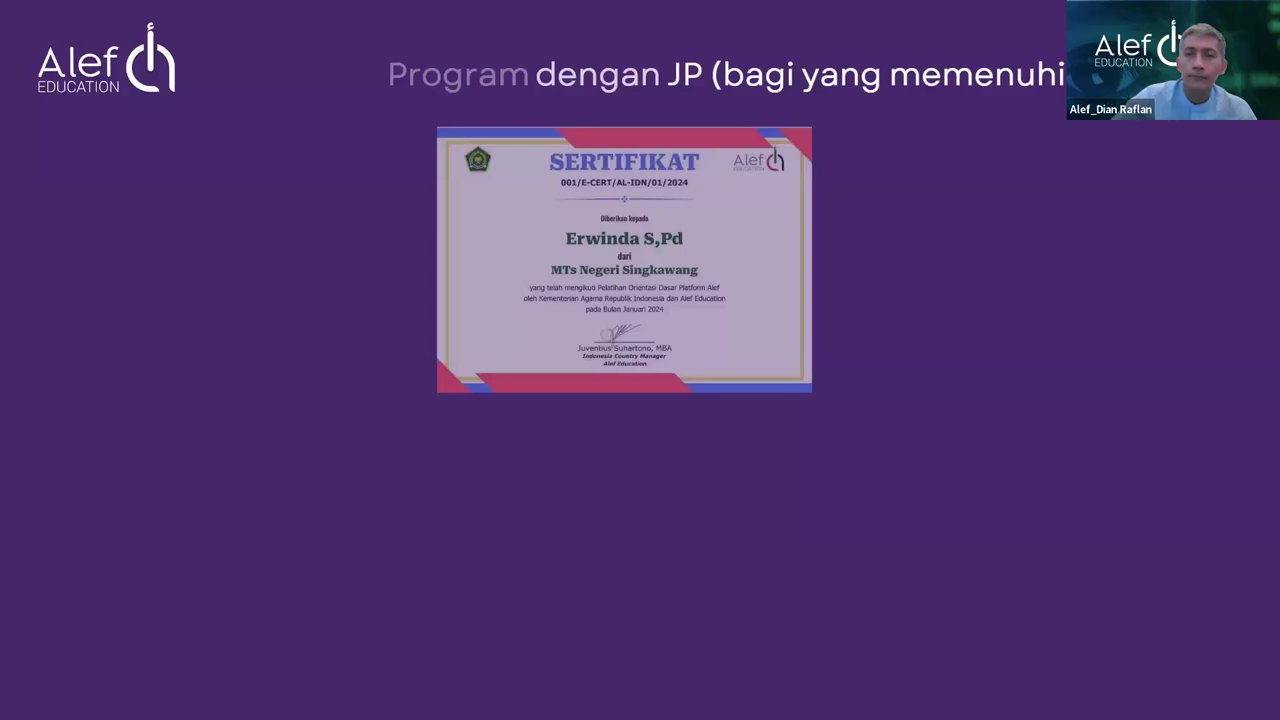 Alef
EDUCATION
Program dengan JP (bagi yang memenuhi
Alef
EDUCATION
Alef_Dian Raflan
SERTIFIKAT
Alef
EDUCATION
001/E-CERT/AL-IDN/01/2024
Diberikan kepada
Erwinda S,Pd
dari
MTs Negeri Singkawang
yang telah mengikuti Pelatihan Orientasi Dasar Platform Alef
oleh Kementerian Agama Republik Indonesia dan Alef Education
pada Bulan Januari 2024
Juventius Suhartono, MBA
Indonesia Country Manager
Alef Education